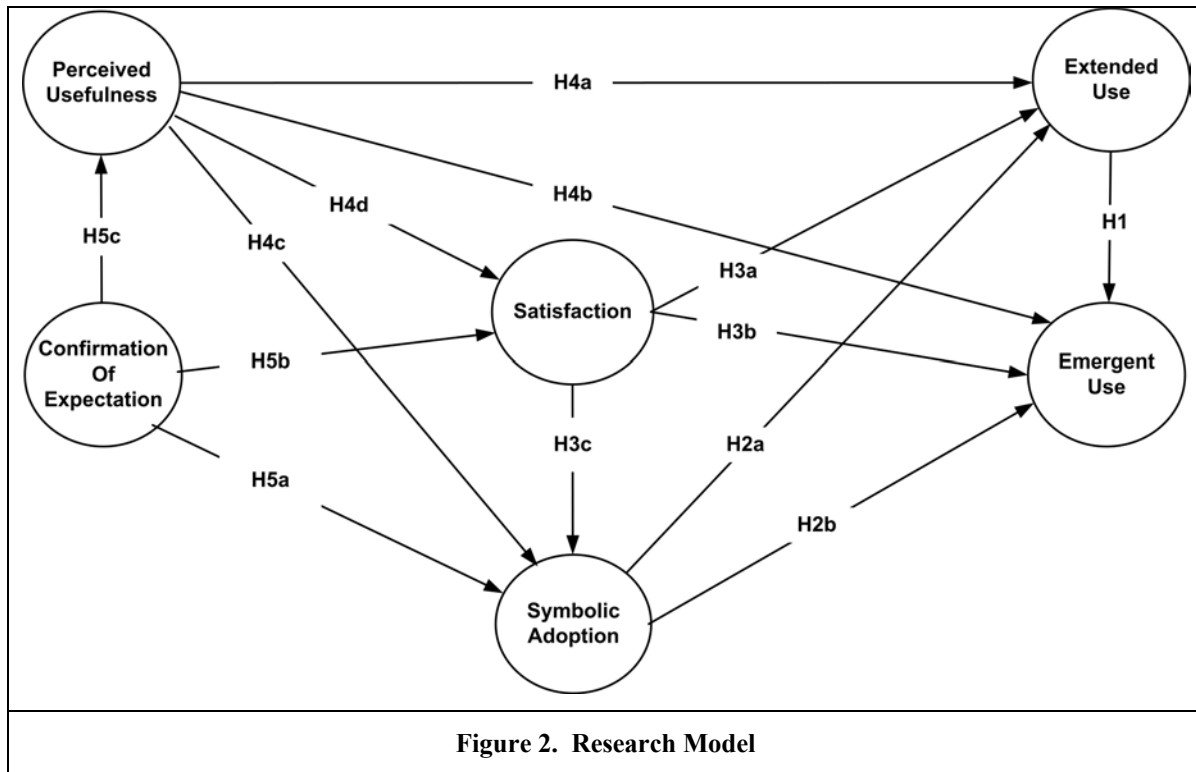 Perceived
Usefulness
H4a
Extended
Use
H4b
H4d
H5c
H4c
H1
H3a
Satisfaction
H3b
Confirmation
Of
Expectation
H5b
Emergent
Use
H3c
H2a
H5a
H2b
Symbolic
Adoption
Figure 2. Research Model